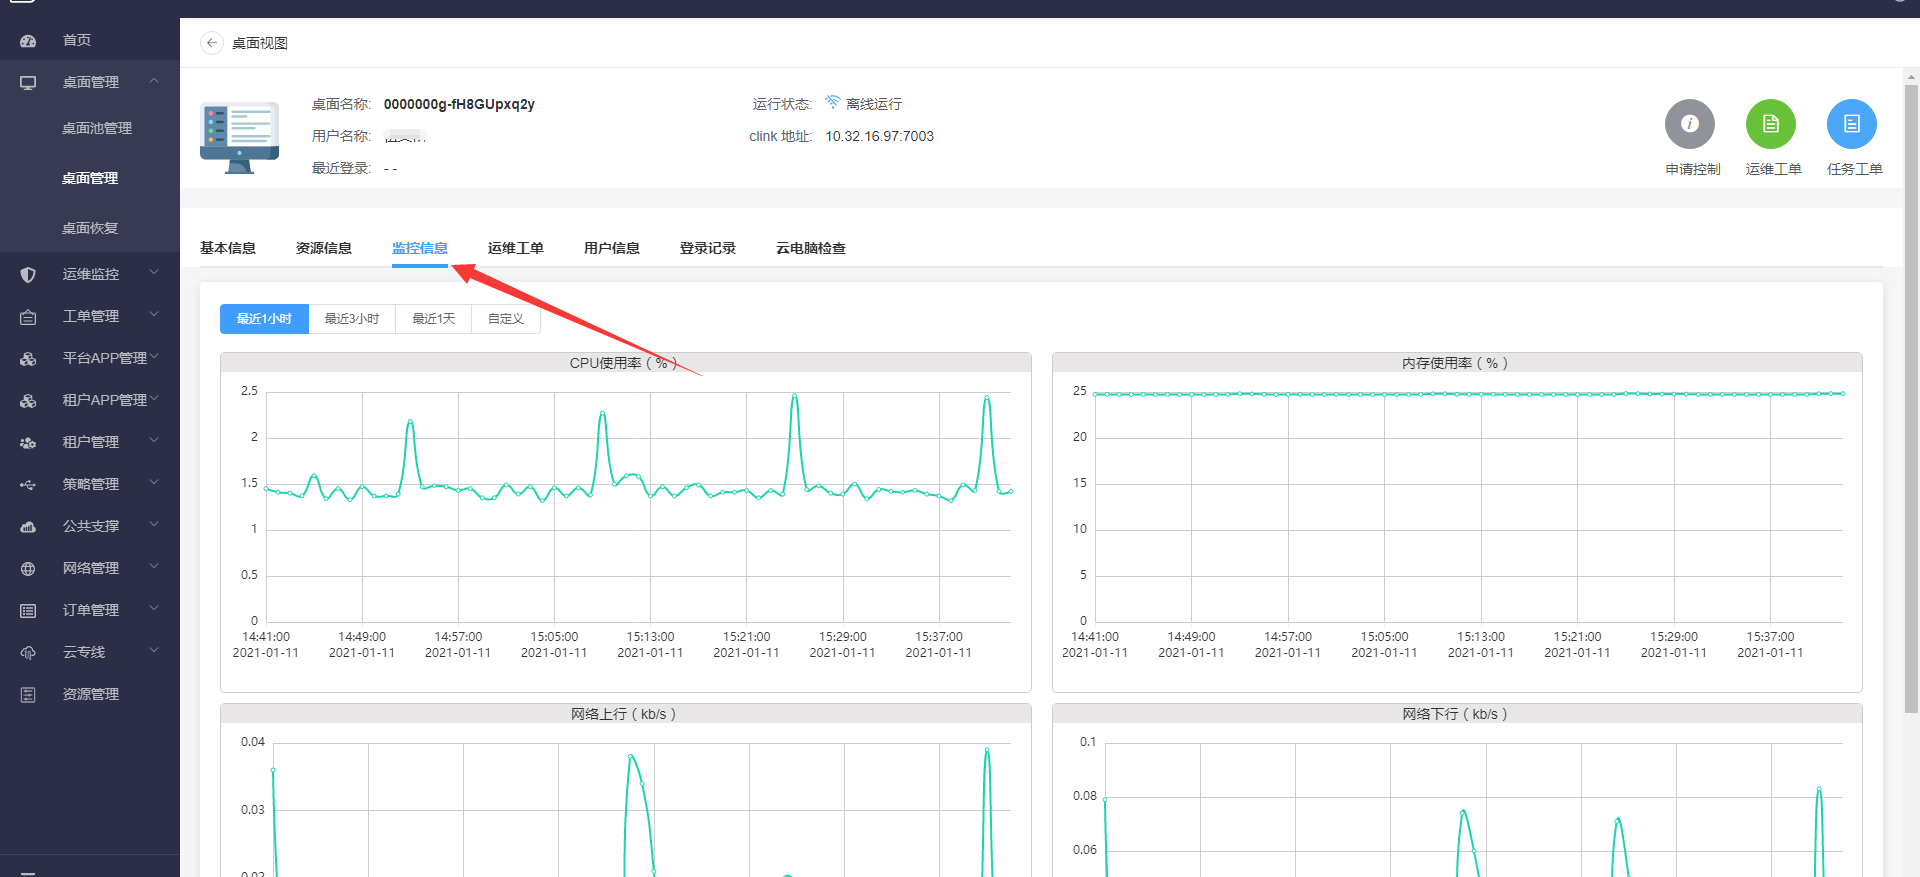 首页
桌面管理
桌面池管理
桌面管理
桌面恢复
运维监控
工单管理
平台APP管理
租户APP管理
租户管理
策略管理
公共支撑
网络管理
订单管理
云专线
资源管理
桌面视图
桌面名称: 0000000g-fH8GUpxq2y
用户名称:
最近登录: - -
运行状态: 离线运行
clink 地址: 10.32.16.97:7003
申请控制 运维工单 任务工单
基本信息 资源信息 监控信息 运维工单 用户信息 登录记录 云电脑检查
最近1小时 最近3小时 最近1天 自定义
CPU使用率 ( % )
2.5
2
1.5
1
0.5
0
14:41:00 14:49:00 14:57:00 15:05:00 15:13:00 15:21:00 15:29:00 15:37:00
2021-01-11 2021-01-11 2021-01-11 2021-01-11 2021-01-11 2021-01-11 2021-01-11 2021-01-11
内存使用率 ( % )
25
20
15
10
5
0
14:41:00 14:49:00 14:57:00 15:05:00 15:13:00 15:21:00 15:29:00 15:37:00
2021-01-11 2021-01-11 2021-01-11 2021-01-11 2021-01-11 2021-01-11 2021-01-11 2021-01-11
网络上行 ( kb/s )
0.04
0.03
0.02
网络下行 ( kb/s )
0.1
0.08
0.06